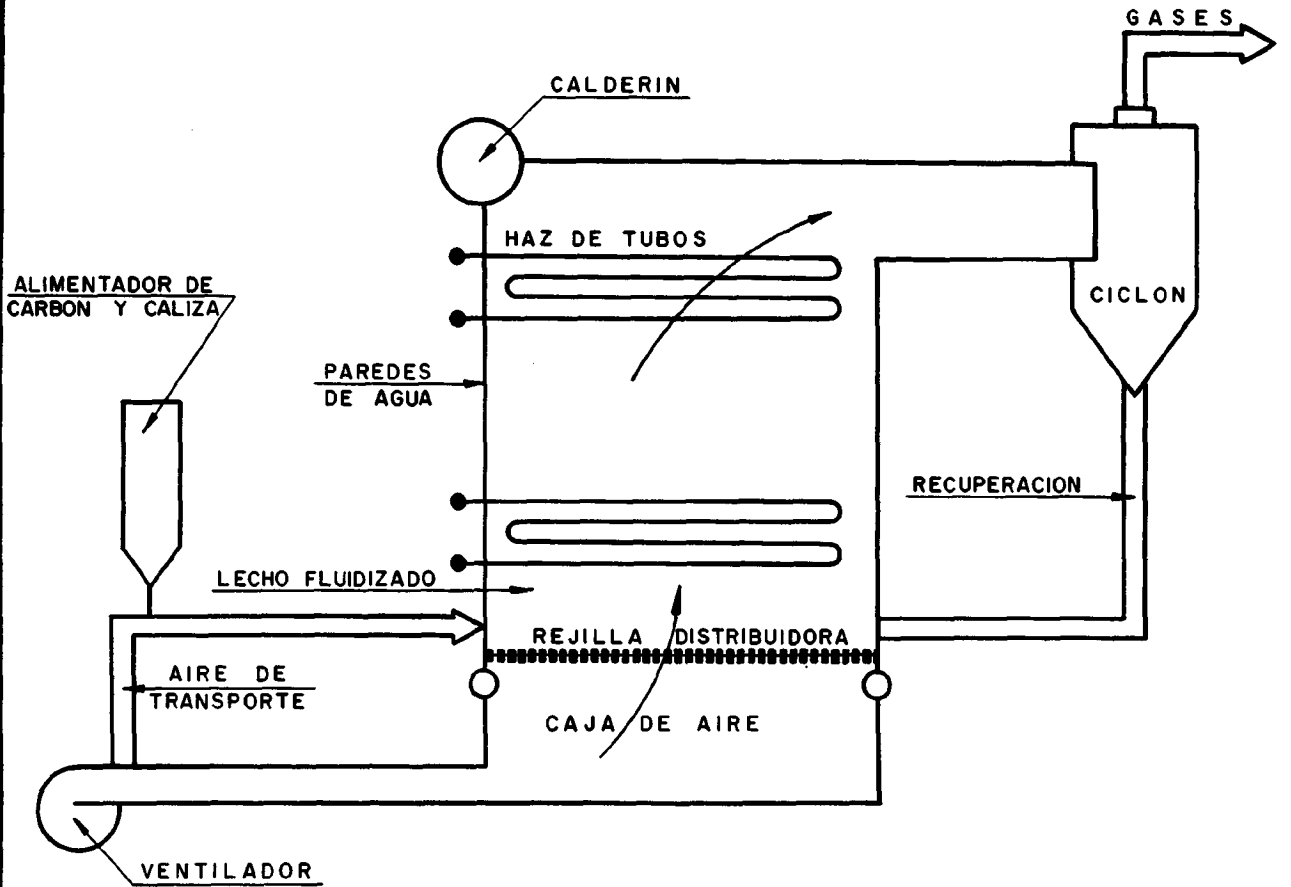 GASES
CALDERIN
HAZ DE TUBOS
ALIMENTADOR DE
CARBON Y CALIZA
CICLON
PAREDES
DE AGUA
RECUPERACION
LECHO FLUIDIZADO
REJILLA DISTRIBUIDORA
AIRE DE
TRANSPORTE
CAJA DE AIRE
VENTILADOR